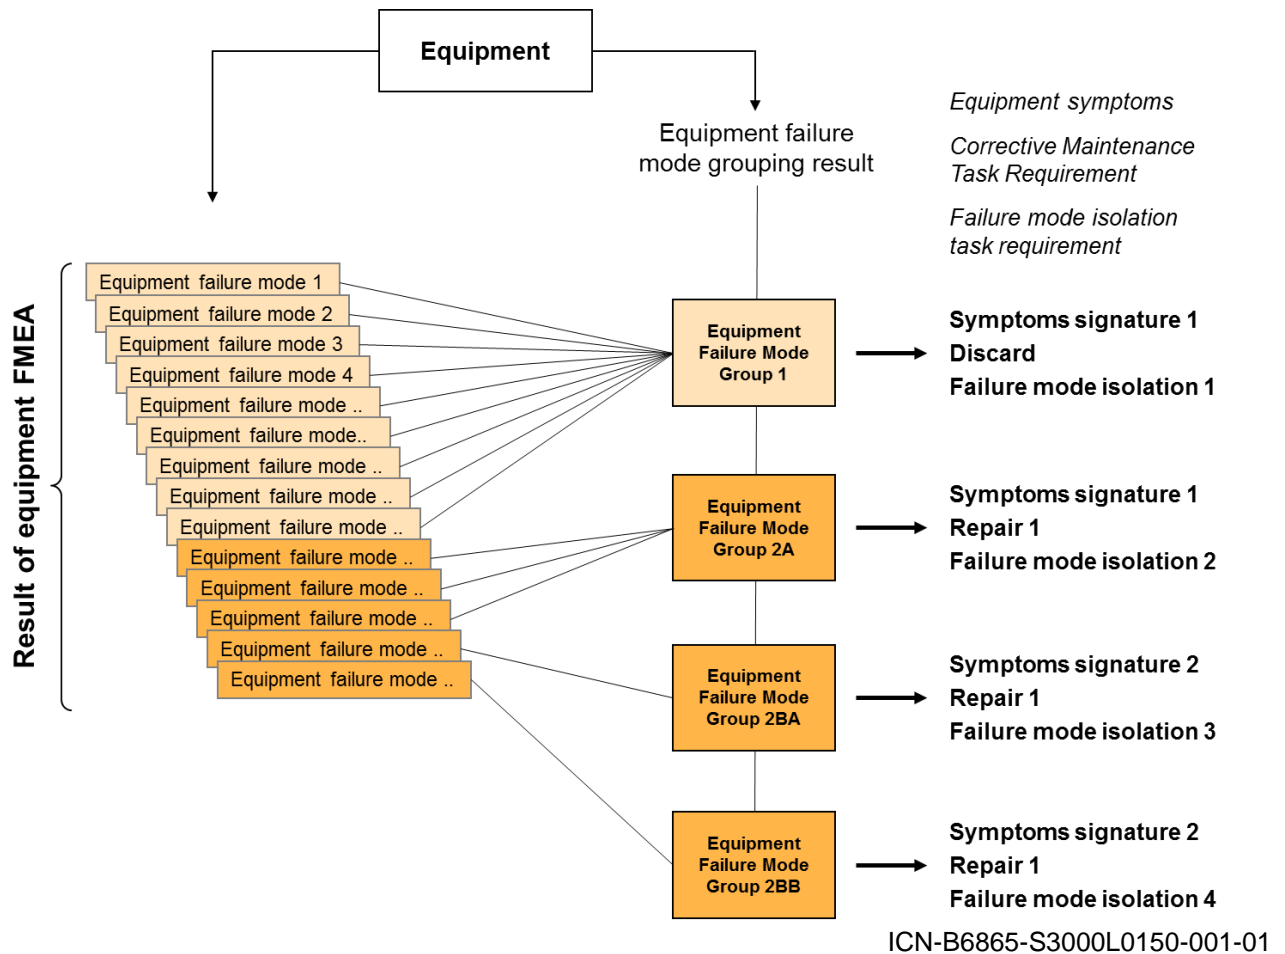 Equipment
Equipment failure
mode grouping result
Equipment symptoms
Corrective Maintenance
Task Requirement
Failure mode isolation
task requirement
Result of equipment FMEA
Equipment failure mode 1
Equipment failure mode 2
Equipment failure mode 3
Equipment failure mode 4
Equipment failure mode ..
Equipment failure mode..
Equipment failure mode ..
Equipment failure mode ..
Equipment failure mode ..
Equipment failure mode ..
Equipment failure mode ..
Equipment failure mode ..
Equipment failure mode ..
Equipment failure mode ..
Equipment
Failure Mode
Group 1
Symptoms signature 1
Discard
Failure mode isolation 1
Equipment
Failure Mode
Group 2A
Symptoms signature 1
Repair 1
Failure mode isolation 2
Equipment
Failure Mode
Group 2BA
Symptoms signature 2
Repair 1
Failure mode isolation 3
Equipment
Failure Mode
Group 2BB
Symptoms signature 2
Repair 1
Failure mode isolation 4
ICN-B6865-S3000L0150-001-01